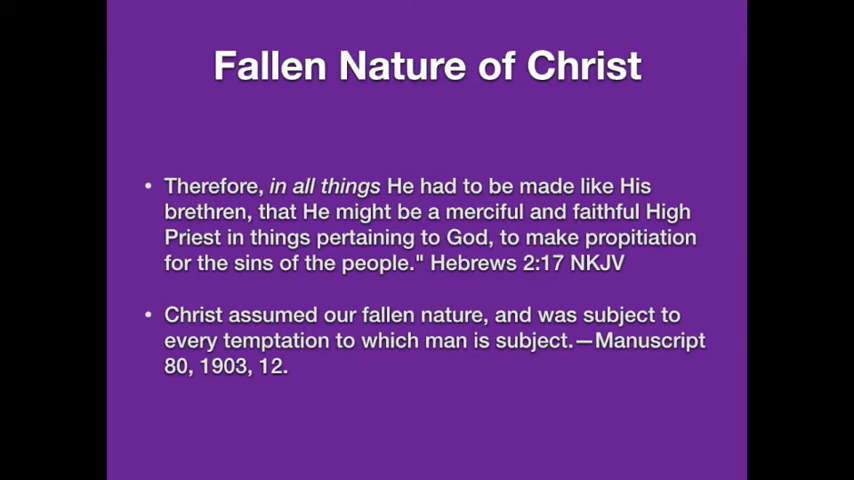 Fallen Nature of Christ
• Therefore, in all things He had to be made like His
brethren, that He might be a merciful and faithful High
Priest in things pertaining to God, to make propitiation
for the sins of the people." Hebrews 2:17 NKJV
• Christ assumed our fallen nature, and was subject to
every temptation to which man is subject.—Manuscript
80, 1903, 12.